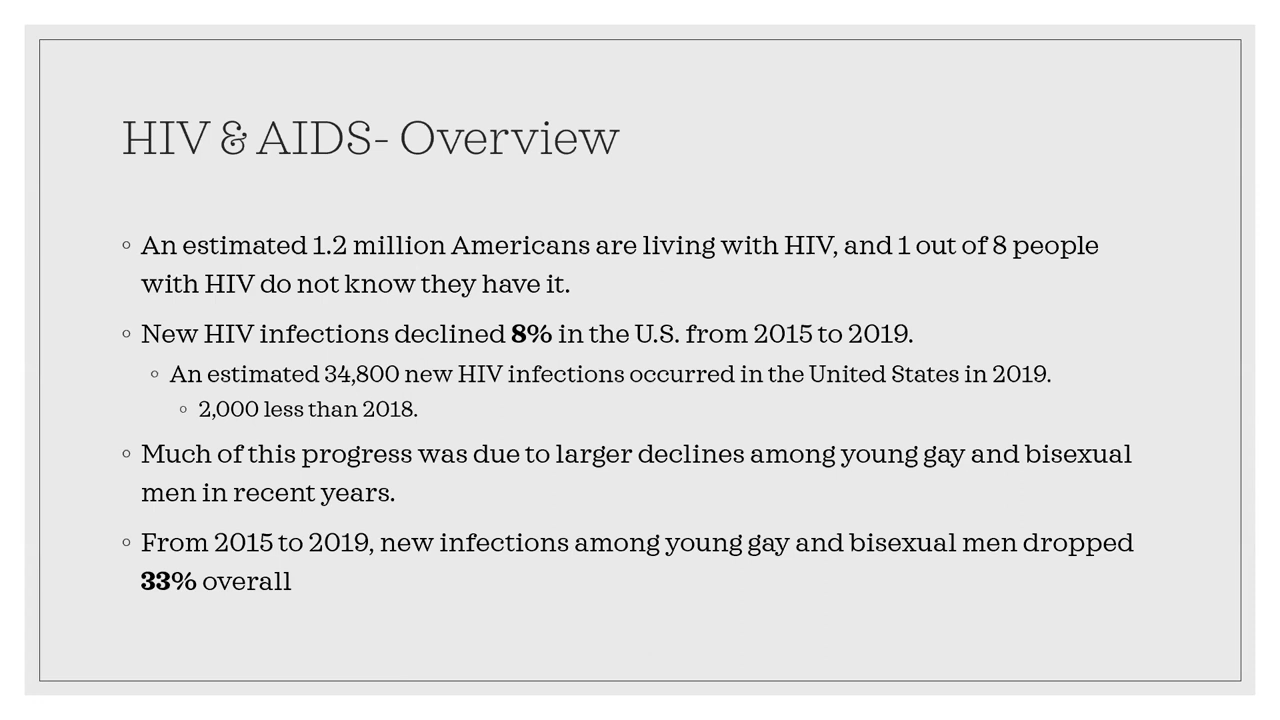 HIV & AIDS- Overview
◦ An estimated 1.2 million Americans are living with HIV, and 1 out of 8 people
with HIV do not know they have it.
◦ New HIV infections declined 8% in the U.S. from 2015 to 2019.
◦ An estimated 34,800 new HIV infections occurred in the United States in 2019.
◦ 2,000 less than 2018.
◦ Much of this progress was due to larger declines among young gay and bisexual
men in recent years.
◦ From 2015 to 2019, new infections among young gay and bisexual men dropped
33% overall